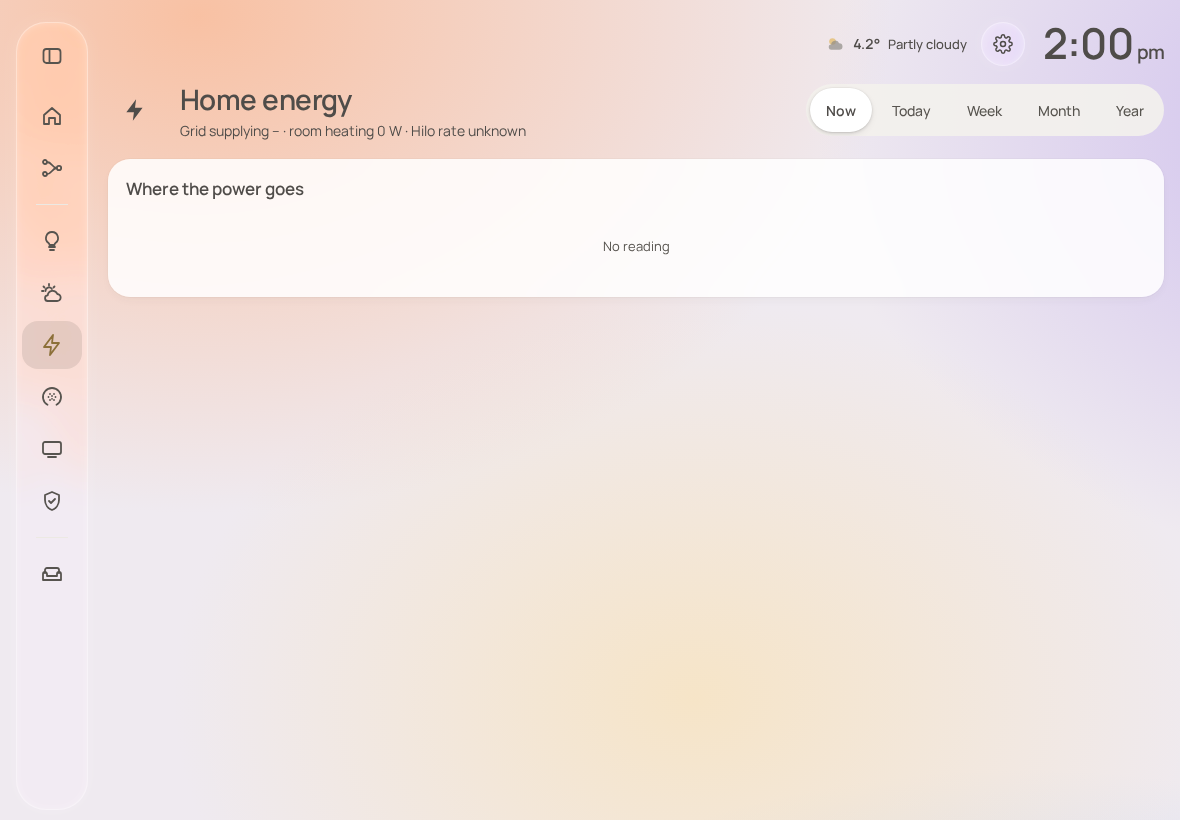 4.2° Partly cloudy
2:00 pm
Home energy
Grid supplying – · room heating 0 W · Hilo rate unknown
Now Today Week Month Year
Where the power goes
No reading